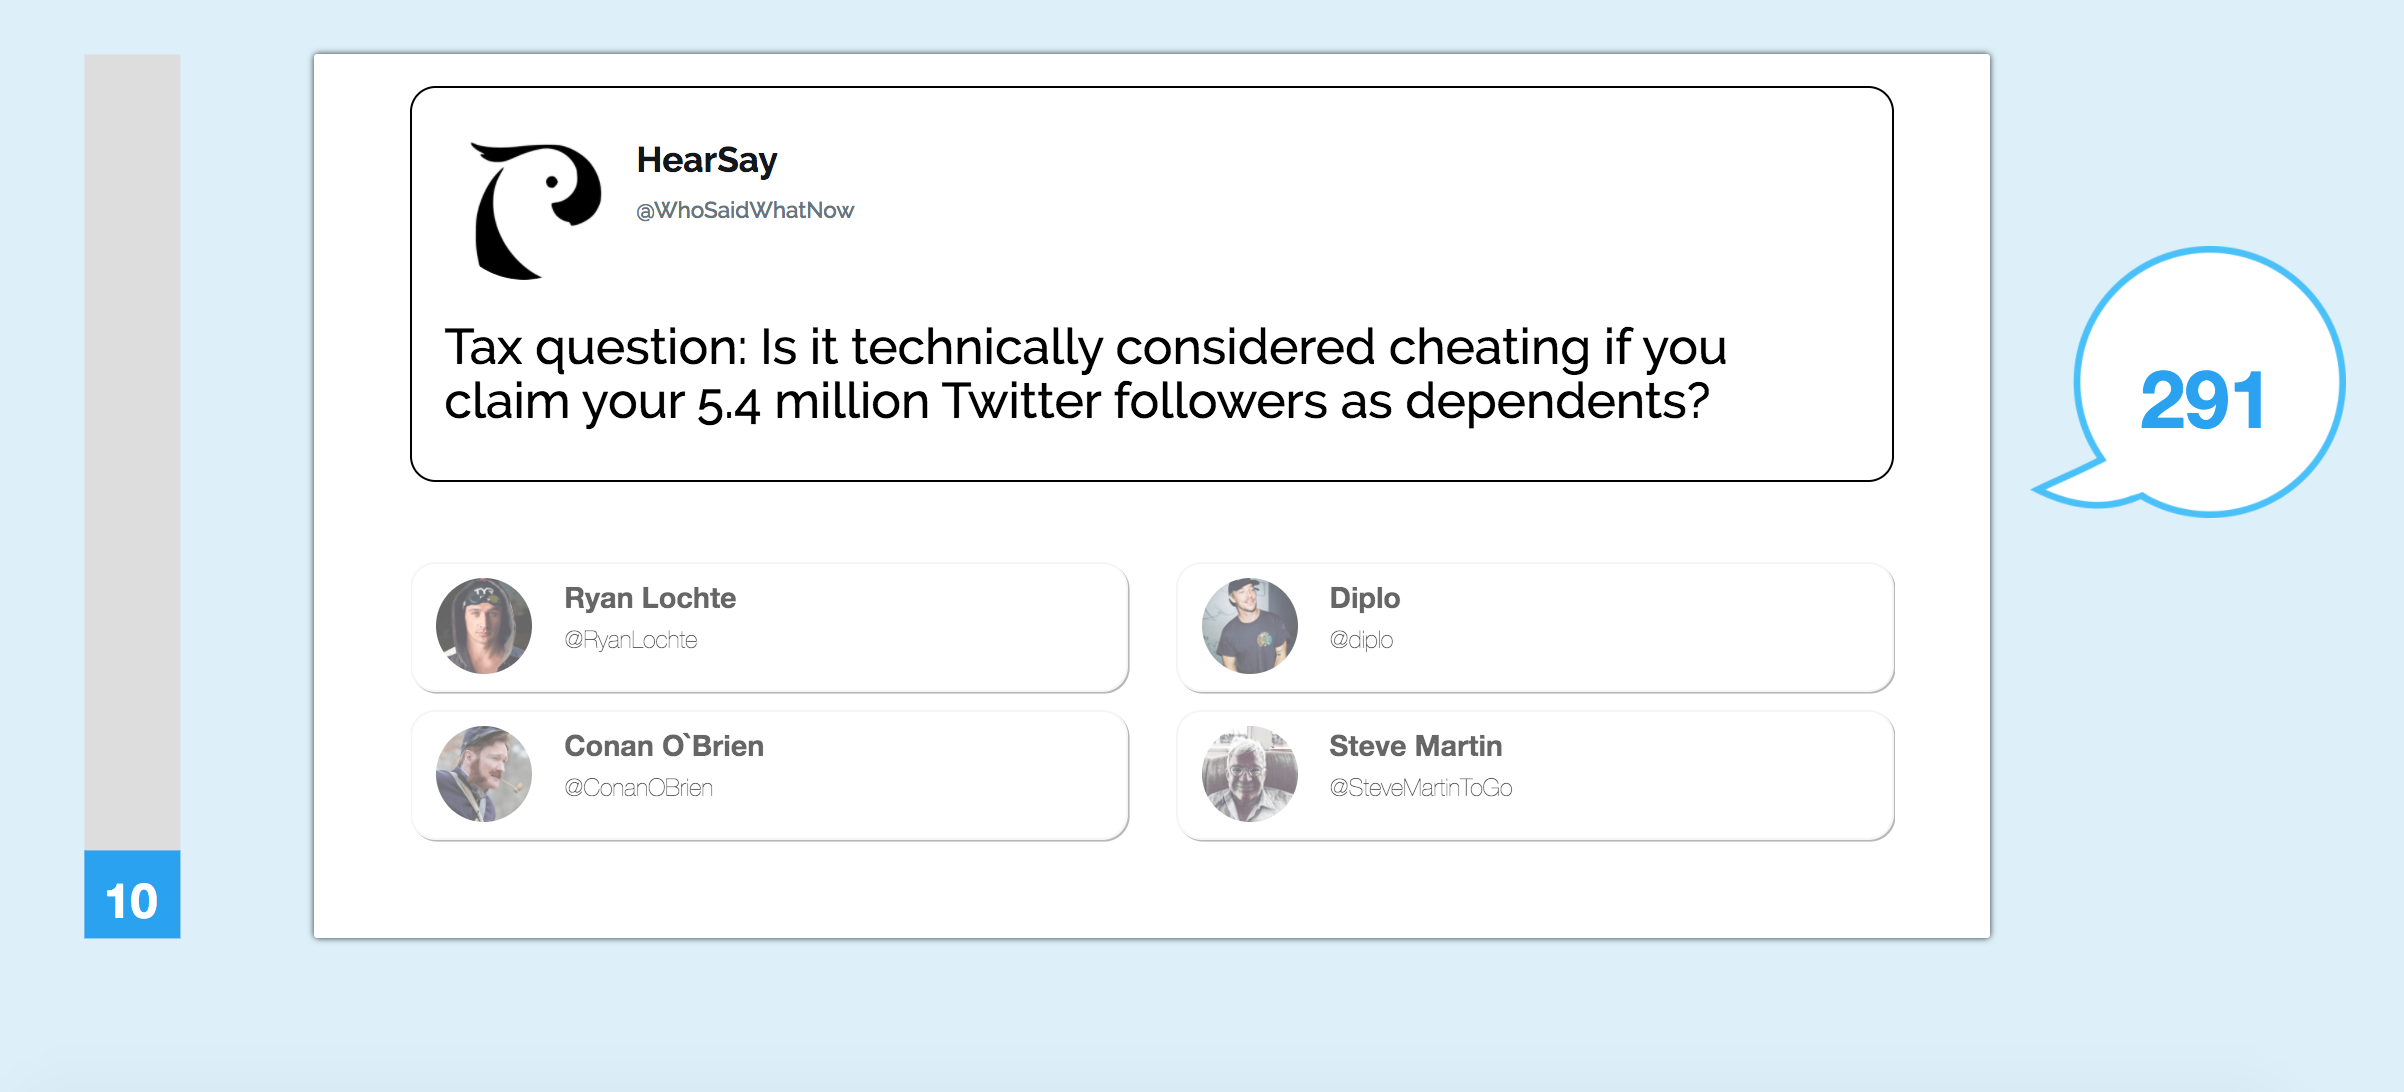 HearSay
@WhoSaidWhatNow
Tax question: Is it technically considered cheating if you
claim your 5.4 million Twitter followers as dependents?
291
Ryan Lochte
@RyanLochte
Diplo
@diplo
Conan O`Brien
@ConanOBrien
Steve Martin
@SteveMartinToGo
10